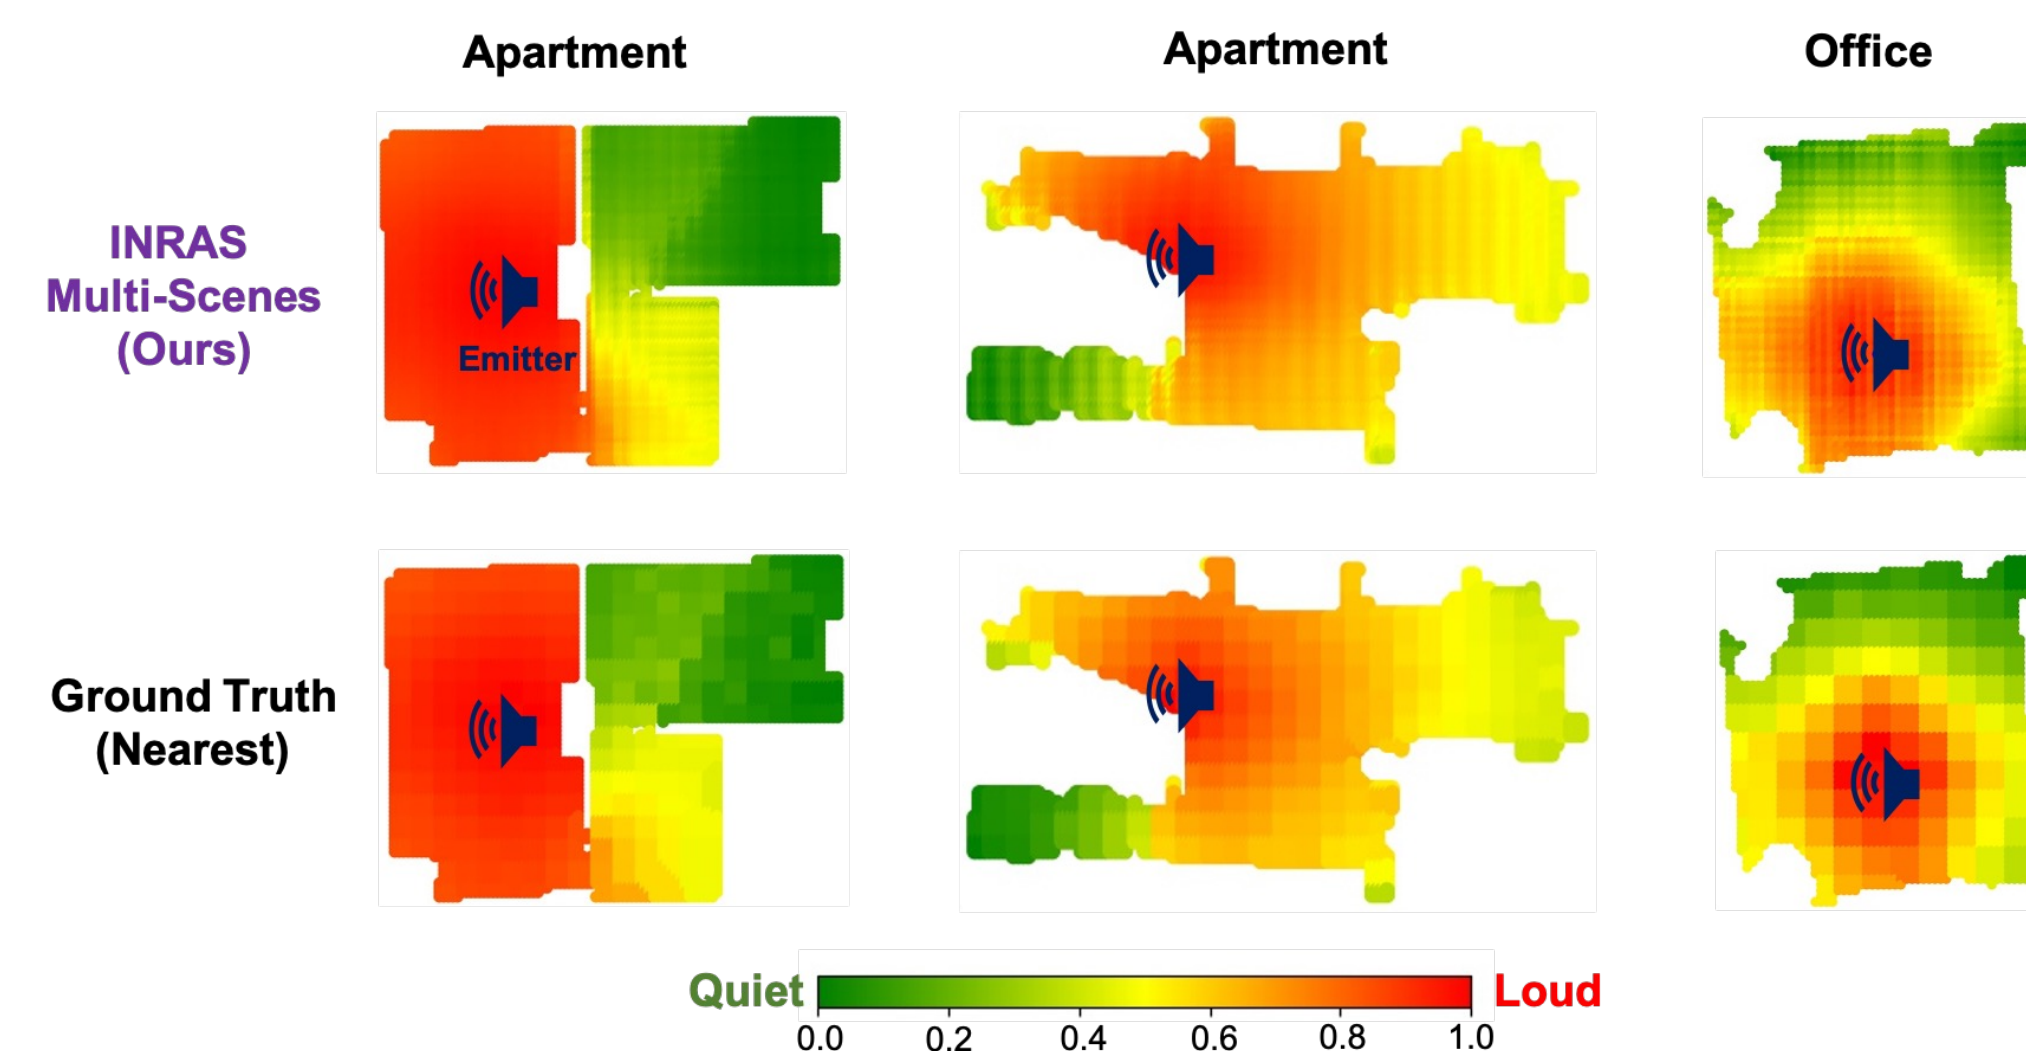 Apartment
Apartment
Office
INRAS
Multi-Scenes
(Ours)
Emitter
Ground Truth
(Nearest)
Quiet
Loud
0.0
0.2
0.4
0.6
0.8
1.0